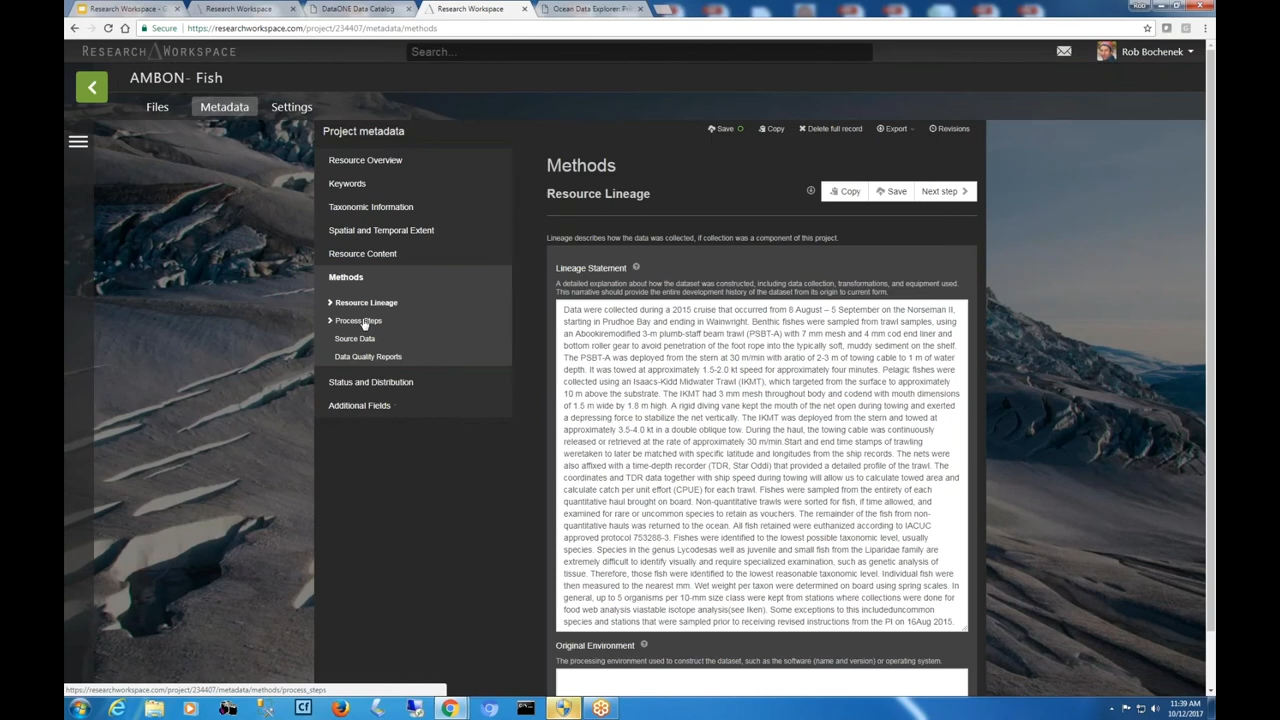 Research Workspace - G
Research Workspace
DataONE Data Catalog
Research Workspace
Ocean Data Explorer: Pri
Rob
Secure
https://researchworkspace.com/project/234407/metadata/methods
RESEARCH WORKSPACE
Search...
Rob Bochenek
AMBON- Fish
Files
Metadata
Settings
Project metadata
Save
Copy
Delete full record
Export
Revisions
Resource Overview
Keywords
Taxonomic Information
Spatial and Temporal Extent
Resource Content
Methods
Resource Lineage
Process Steps
Source Data
Data Quality Reports
Status and Distribution
Additional Fields
Methods
Resource Lineage
Copy
Save
Next step
Lineage describes how the data was collected, if collection was a component of this project.
Lineage Statement
A detailed explanation about how the dataset was constructed, including data collection, transformations, and equipment used.
This narrative should provide the entire development history of the dataset from its origin to current form.
Data were collected during a 2015 cruise that occurred from 8 August – 5 September on the Norseman II,
starting in Prudhoe Bay and ending in Wainwright. Benthic fishes were sampled from trawl samples, using
an Abookiremodified 3-m plumb-staff beam trawl (PSBT-A) with 7 mm mesh and 4 mm cod end liner and
bottom roller gear to avoid penetration of the foot rope into the typically soft, muddy sediment on the shelf.
The PSBT-A was deployed from the stern at 30 m/min with aratio of 2-3 m of towing cable to 1 m of water
depth. It was towed at approximately 1.5-2.0 kt speed for approximately four minutes. Pelagic fishes were
collected using an Isaacs-Kidd Midwater Trawl (IKMT), which targeted from the surface to approximately
10 m above the substrate. The IKMT had 3 mm mesh throughout body and codend with mouth dimensions
of 1.5 m wide by 1.8 m high. A rigid diving vane kept the mouth of the net open during towing and exerted
a depressing force to stabilize the net vertically. The IKMT was deployed from the stern and towed at
approximately 3.5-4.0 kt in a double oblique tow. During the haul, the towing cable was continuously
released or retrieved at the rate of approximately 30 m/min.Start and end time stamps of trawling
weretaken to later be matched with specific latitude and longitudes from the ship records. The nets were
also affixed with a time-depth recorder (TDR, Star Oddi) that provided a detailed profile of the trawl. The
coordinates and TDR data together with ship speed during towing will allow us to calculate towed area and
calculate catch per unit effort (CPUE) for each trawl. Fishes were sampled from the entirety of each
quantitative haul brought on board. Non-quantitative trawls were sorted for fish, if time allowed, and
examined for rare or uncommon species to retain as vouchers. The remainder of the fish from non-
quantitative hauls was returned to the ocean. All fish retained were euthanized according to IACUC
approved protocol 753286-3. Fishes were identified to the lowest possible taxonomic level, usually
species. Species in the genus Lycodesas well as juvenile and small fish from the Liparidae family are
extremely difficult to identify visually and require specialized examination, such as genetic analysis of
tissue. Therefore, those fish were identified to the lowest reasonable taxonomic level. Individual fish were
then measured to the nearest mm. Wet weight per taxon were determined on board using spring scales. In
general, up to 5 organisms per 10-mm size class were kept from stations where collections were done for
food web analysis viastable isotope analysis(see Iken). Some exceptions to this includeduncommon
species and stations that were sampled prior to receiving revised instructions from the PI on 16Aug 2015.
Original Environment
The processing environment used to construct the dataset, such as the software (name and version) or operating system.
https://researchworkspace.com/project/234407/metadata/methods/process_steps
Cf
11:39 AM
10/12/2017